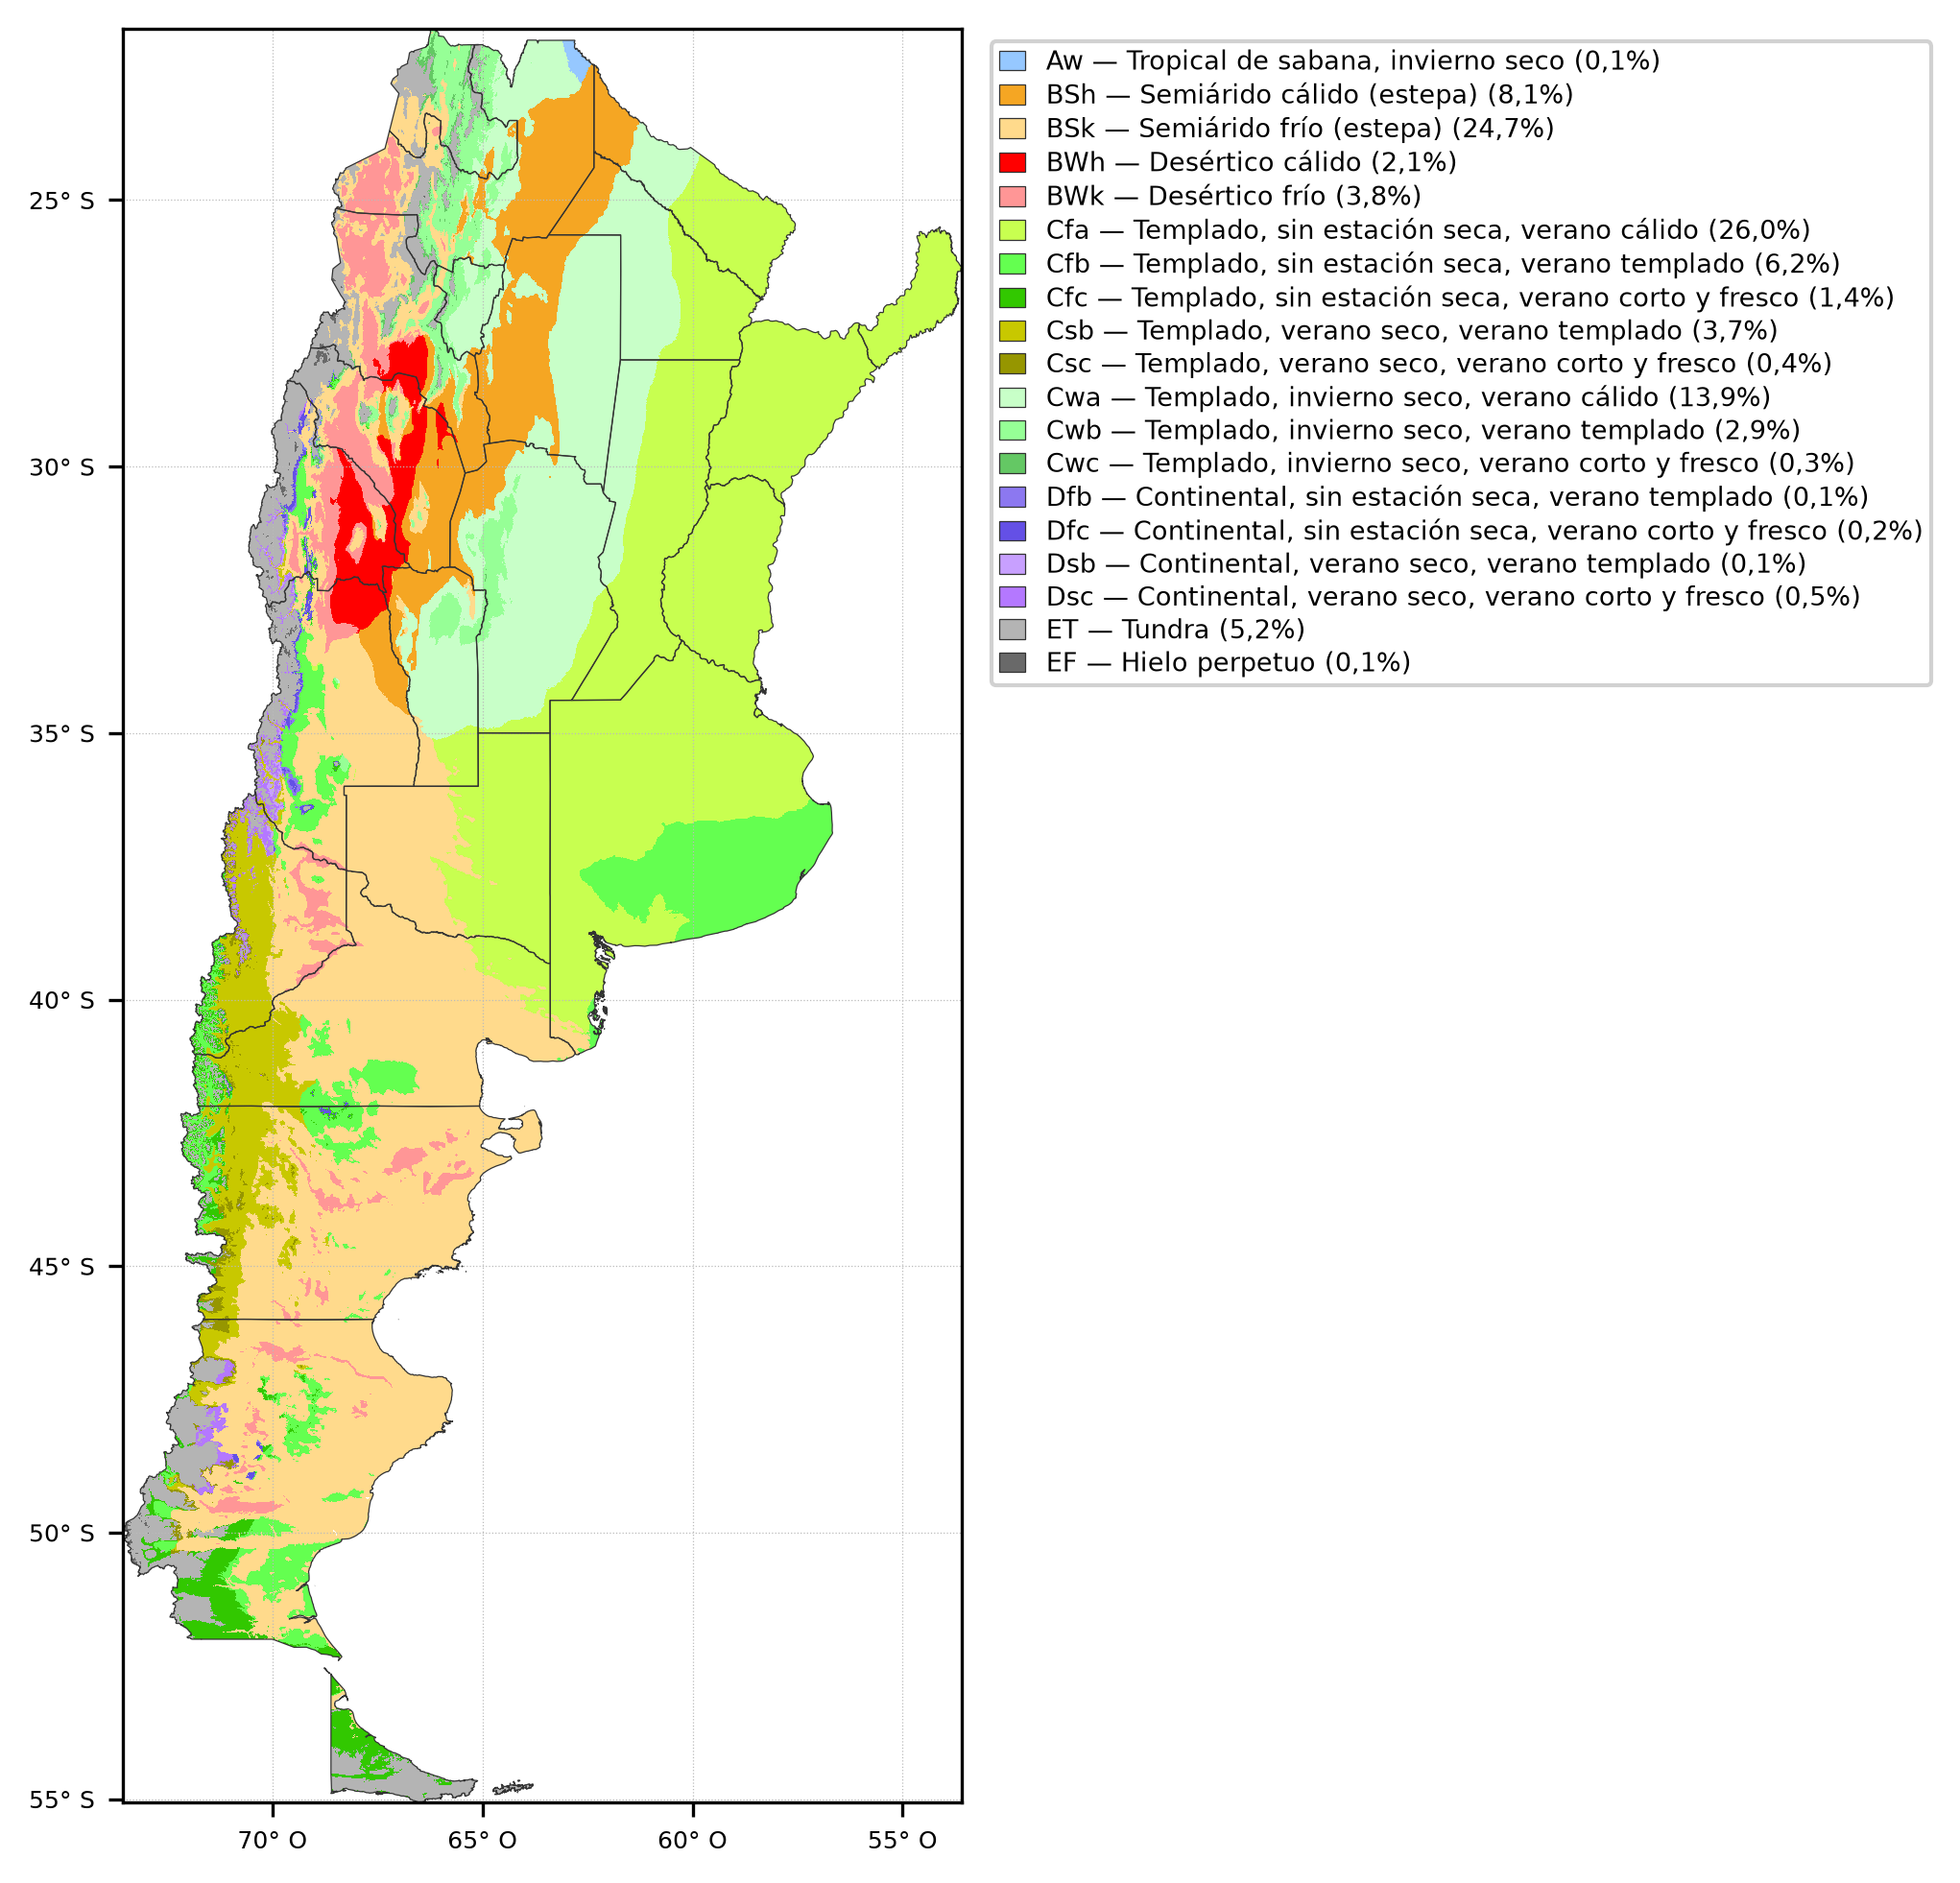 Aw — Tropical de sabana, invierno seco (0,1%)
BSh — Semiárido cálido (estepa) (8,1%)
BSk — Semiárido frío (estepa) (24,7%)
BWh — Desértico cálido (2,1%)
BWk — Desértico frío (3,8%)
Cfa — Templado, sin estación seca, verano cálido (26,0%)
Cfb — Templado, sin estación seca, verano templado (6,2%)
Cfc — Templado, sin estación seca, verano corto y fresco (1,4%)
Csb — Templado, verano seco, verano templado (3,7%)
Csc — Templado, verano seco, verano corto y fresco (0,4%)
Cwa — Templado, invierno seco, verano cálido (13,9%)
Cwb — Templado, invierno seco, verano templado (2,9%)
Cwc — Templado, invierno seco, verano corto y fresco (0,3%)
Dfb — Continental, sin estación seca, verano templado (0,1%)
Dfc — Continental, sin estación seca, verano corto y fresco (0,2%)
Dsb — Continental, verano seco, verano templado (0,1%)
Dsc — Continental, verano seco, verano corto y fresco (0,5%)
ET — Tundra (5,2%)
EF — Hielo perpetuo (0,1%)
25° S
30° S
35° S
40° S
45° S
50° S
55° S
70° O
65° O
60° O
55° O